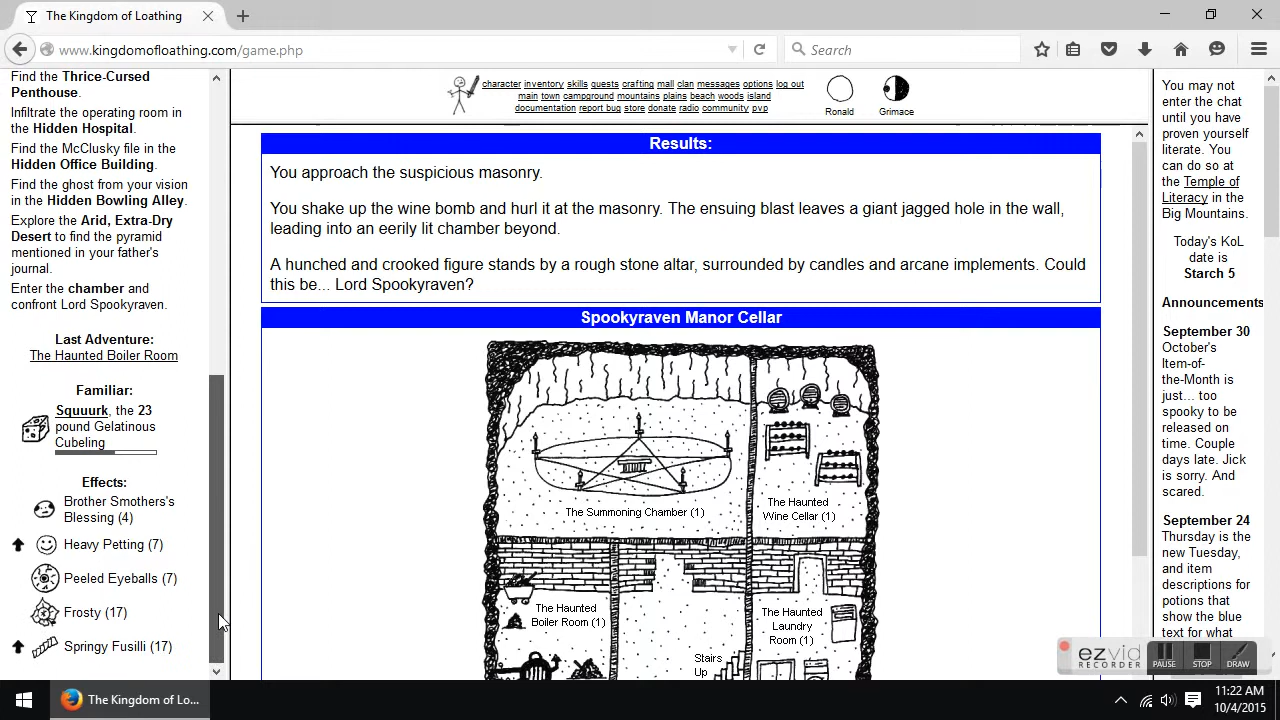 The Kingdom of Loathing
www.kingdomofloathing.com/game.php
Search
Find the Thrice-Cursed
Penthouse.
Infiltrate the operating room in
the Hidden Hospital.
Find the McClusky file in the
Hidden Office Building.
Find the ghost from your vision
in the Hidden Bowling Alley.
Explore the Arid, Extra-Dry
Desert to find the pyramid
mentioned in your father's
journal.
Enter the chamber and
confront Lord Spookyraven.
Last Adventure:
The Haunted Boiler Room
Familiar:
Squuurk, the 23
pound Gelatinous
Cubeling
Effects:
Brother Smothers's
Blessing (4)
Heavy Petting (7)
Peeled Eyeballs (7)
Frosty (17)
Springy Fusilli (17)
character inventory skills quests crafting mall clan messages options log out
main town campground mountains plains beach woods island
documentation report bug store donate radio community pvp
Ronald
Grimace
Results:
You approach the suspicious masonry.
You shake up the wine bomb and hurl it at the masonry. The ensuing blast leaves a giant jagged hole in the wall,
leading into an eerily lit chamber beyond.
A hunched and crooked figure stands by a rough stone altar, surrounded by candles and arcane implements. Could
this be... Lord Spookyraven?
Spookyraven Manor Cellar
The Summoning Chamber (1)
The Haunted
Wine Cellar (1)
The Haunted
Boiler Room (1)
The Haunted
Laundry
Room (1)
Stairs
Up
You may not
enter the chat
until you have
proven yourself
literate. You
can do so at
the Temple of
Literacy in the
Big Mountains.
Today's KoL
date is
Starch 5
Announcements
September 30
October's
Item-of-
the-Month is
just... too
spooky to be
released on
time. Couple
days late. Jick
is sorry. And
scared.
September 24
Thursday is the
new Tuesday,
and item
descriptions for
potions that
show the blue
text for what
ezvid
RECORDER
PAUSE
STOP
DRAW
The Kingdom of Lo...
11:22 AM
10/4/2015